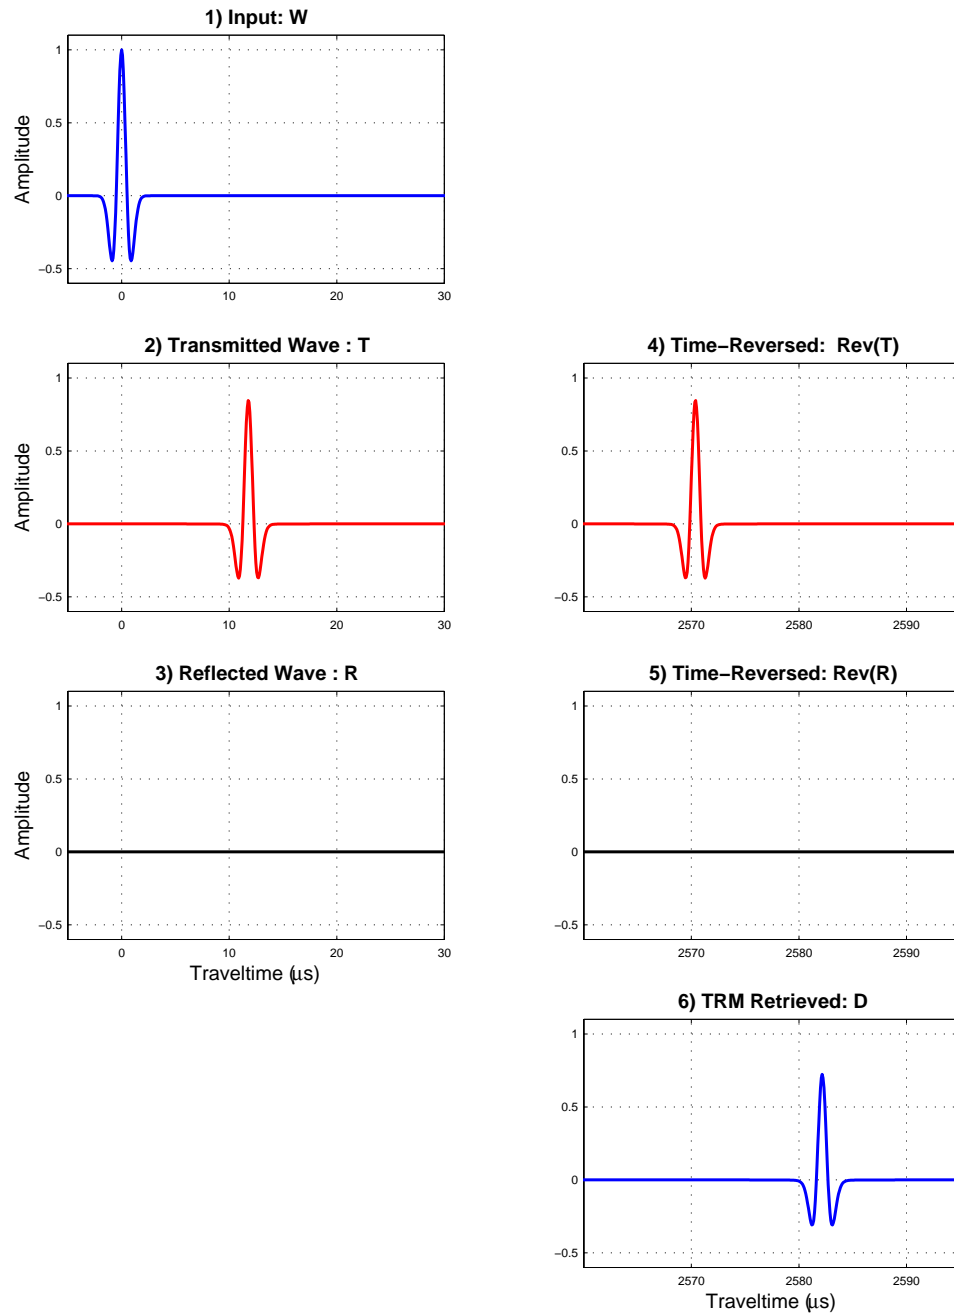 1) Input: W
Amplitude
1
0.5
0
−0.5
0 10 20 30
2) Transmitted Wave : T
Amplitude
1
0.5
0
−0.5
0 10 20 30
4) Time−Reversed: Rev(T)
1
0.5
0
−0.5
2570 2580 2590
3) Reflected Wave : R
Amplitude
1
0.5
0
−0.5
0 10 20 30
Traveltime (μs)
5) Time−Reversed: Rev(R)
1
0.5
0
−0.5
2570 2580 2590
6) TRM Retrieved: D
1
0.5
0
−0.5
2570 2580 2590
Traveltime (μs)